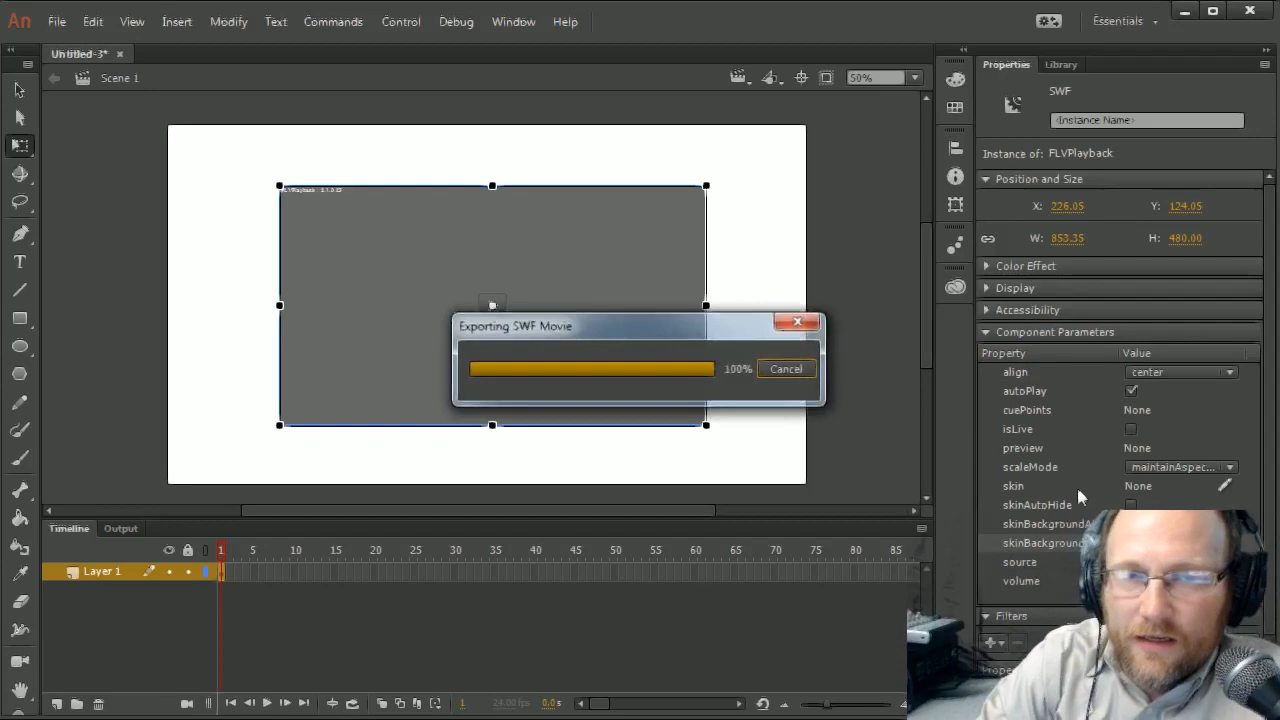 An File Edit View Insert Modify Text Commands Control Debug Window Help Essentials
Untitled-3* ×
Properties Library
Scene 1 50%
SWF
<Instance Name>
Instance of: FLVPlayback
Position and Size
X: 226.05 Y: 124.05
W: 853.35 H: 480.00
Color Effect
Display
Accessibility
Exporting SWF Movie
100% Cancel
Component Parameters
Property Value
align center
autoPlay
cuePoints None
isLive
preview None
scaleMode maintainAspec...
skin None
skinAutoHide
skinBackgroundA
skinBackground
source
volume
Filters
Timeline Output
1 5 10 15 20 25 30 35 40 45 50 55 60 65 70 75 80 85
Layer 1
1 24.00 fps 0.0s